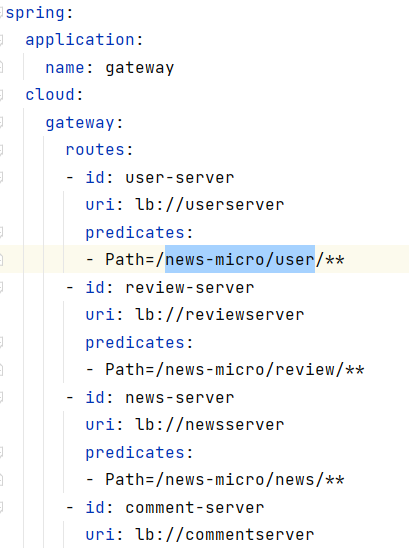 spring:
  application:
    name: gateway
  cloud:
    gateway:
      routes:
      - id: user-server
        uri: lb://userserver
        predicates:
        - Path=/news-micro/user/**
      - id: review-server
        uri: lb://reviewserver
        predicates:
        - Path=/news-micro/review/**
      - id: news-server
        uri: lb://newsserver
        predicates:
        - Path=/news-micro/news/**
      - id: comment-server
        uri: lb://commentserver